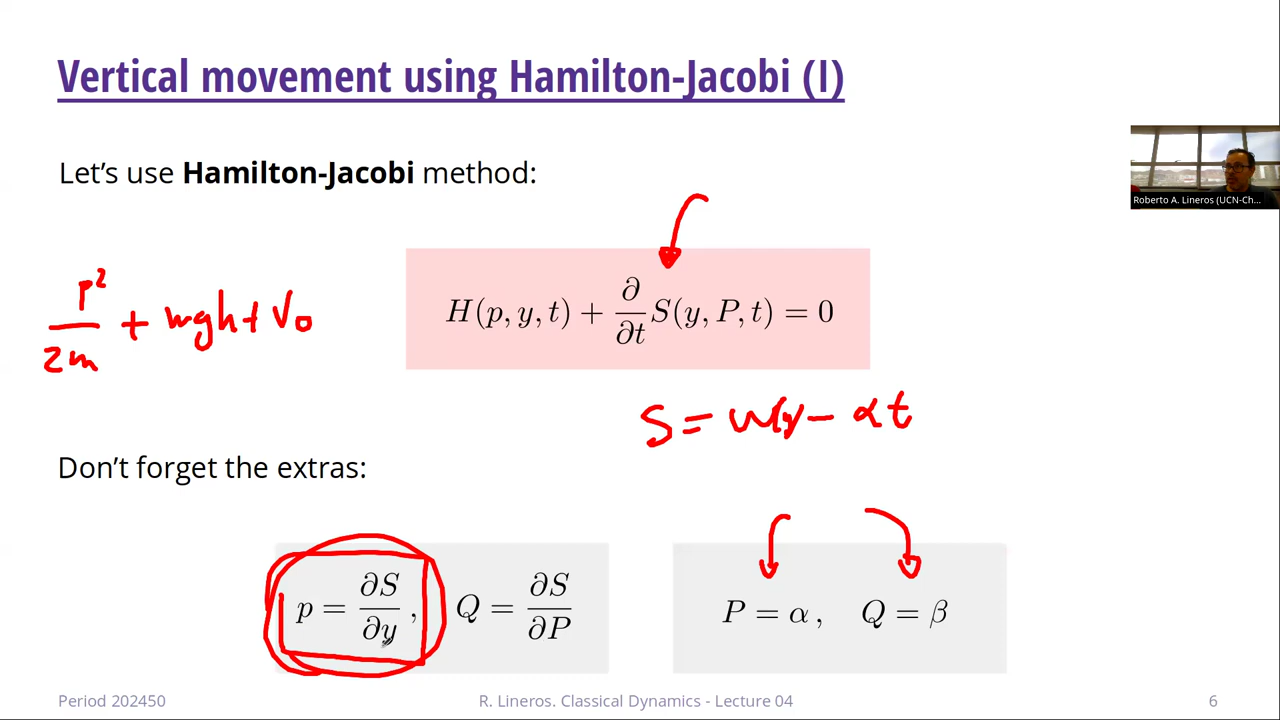 Vertical movement using Hamilton-Jacobi (I)
Let's use Hamilton-Jacobi method:
Roberto A. Lineros (UCN-Ch...
p²/2m + mgh + V₀
H(p, y, t) + ∂/∂t S(y, P, t) = 0
S = W(y) - αt
Don't forget the extras:
p = ∂S/∂y , Q = ∂S/∂P
P = α , Q = β
Period 202450
R. Lineros. Classical Dynamics - Lecture 04
6